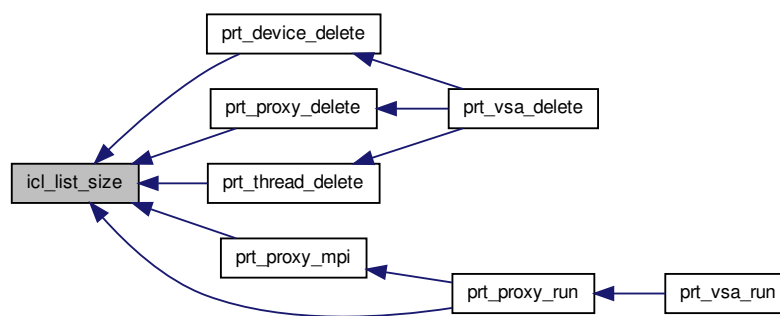 prt_device_delete
prt_proxy_delete
prt_vsa_delete
icl_list_size
prt_thread_delete
prt_proxy_mpi
prt_proxy_run
prt_vsa_run